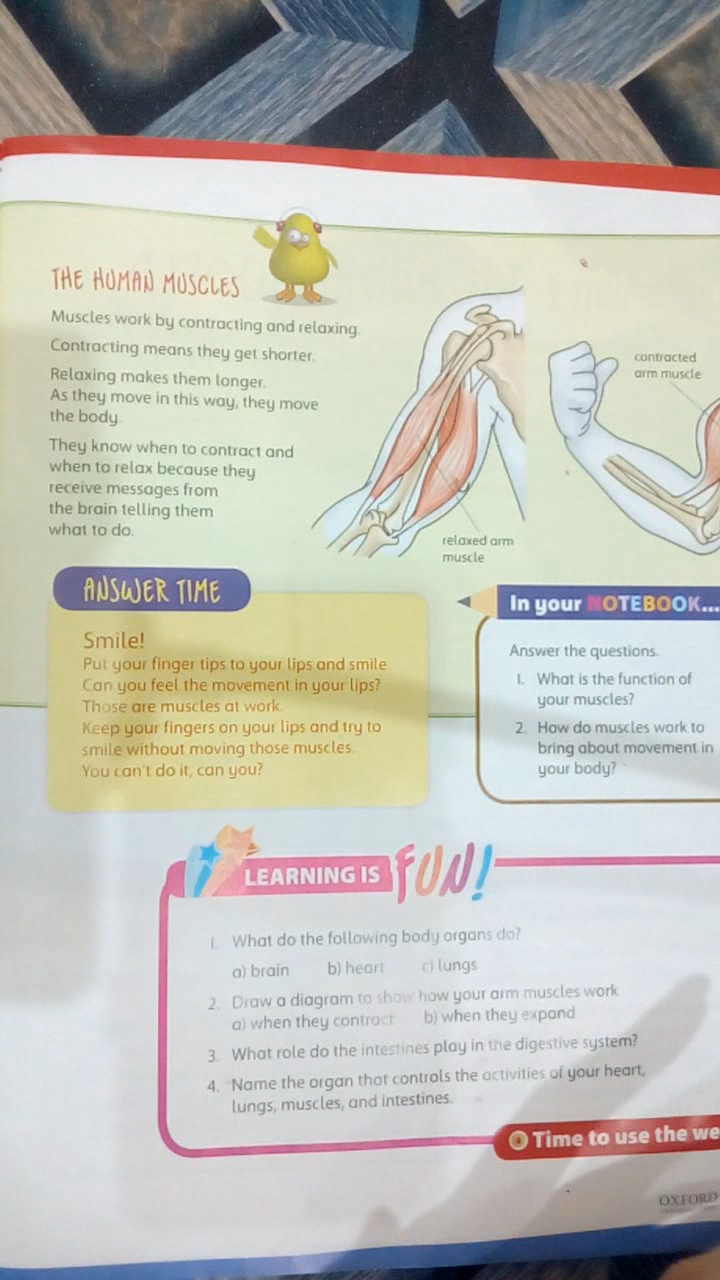 THE HUMAN MUSCLES
Muscles work by contracting and relaxing.
Contracting means they get shorter.
Relaxing makes them longer.
As they move in this way, they move
the body.
They know when to contract and
when to relax because they
receive messages from
the brain telling them
what to do.
relaxed arm
muscle
contracted
arm muscle
ANSWER TIME
Smile!
Put your finger tips to your lips and smile.
Can you feel the movement in your lips?
Those are muscles at work.
Keep your fingers on your lips and try to
smile without moving those muscles.
You can't do it, can you?
In your NOTEBOOK...
Answer the questions.
1. What is the function of
your muscles?
2. How do muscles work to
bring about movement in
your body?
LEARNING IS FUN!
1. What do the following body organs do?
a) brain b) heart c) lungs
2. Draw a diagram to show how your arm muscles work
a) when they contract b) when they expand
3. What role do the intestines play in the digestive system?
4. Name the organ that controls the activities of your heart,
lungs, muscles, and intestines.
Time to use the we
OXFORD